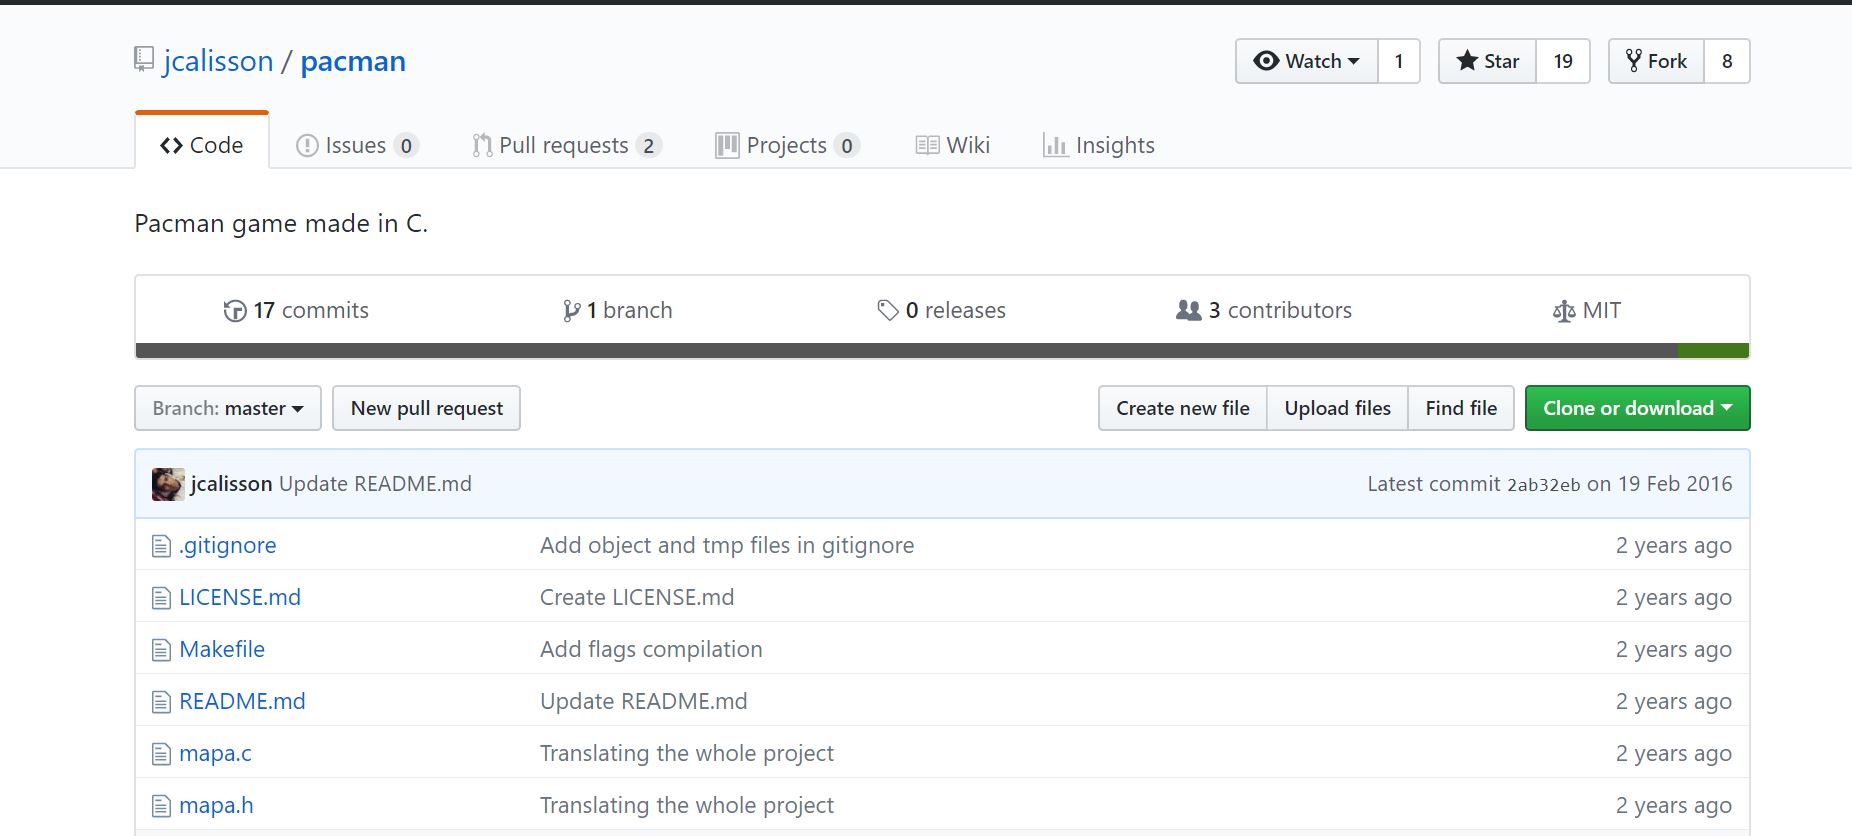 jcalisson / pacman
Watch 1 Star 19 Fork 8
Code Issues 0 Pull requests 2 Projects 0 Wiki Insights
Pacman game made in C.
17 commits 1 branch 0 releases 3 contributors MIT
Branch: master New pull request Create new file Upload files Find file Clone or download
jcalisson Update README.md Latest commit 2ab32eb on 19 Feb 2016
.gitignore Add object and tmp files in gitignore 2 years ago
LICENSE.md Create LICENSE.md 2 years ago
Makefile Add flags compilation 2 years ago
README.md Update README.md 2 years ago
mapa.c Translating the whole project 2 years ago
mapa.h Translating the whole project 2 years ago